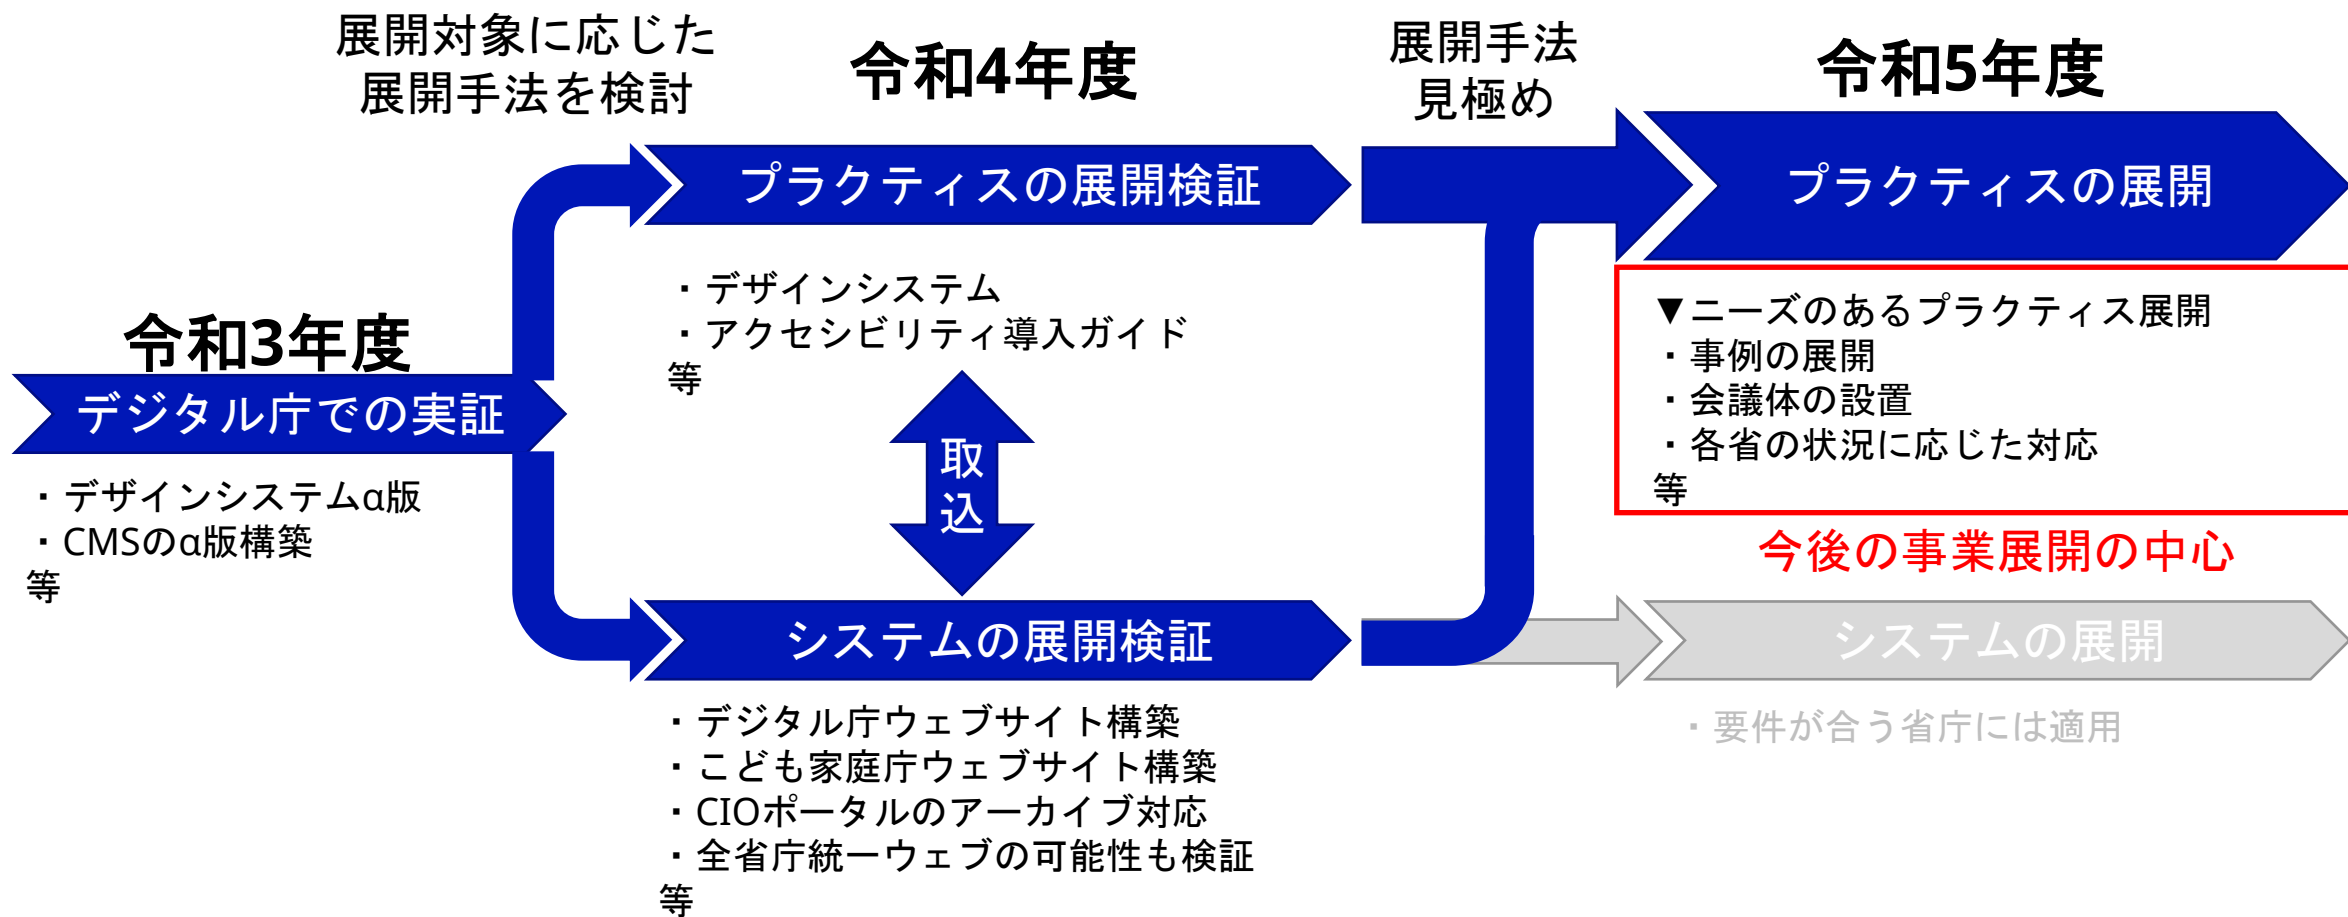 展開対象に応じた
展開手法を検討
令和4年度
展開手法
見極め
令和5年度
プラクティスの展開検証
プラクティスの展開
・デザインシステム
・アクセシビリティ導入ガイド
等
▼ニーズのあるプラクティス展開
・事例の展開
・会議体の設置
・各省の状況に応じた対応
等
今後の事業展開の中心
令和3年度
デジタル庁での実証
・デザインシステムα版
・CMSのα版構築
等
取
込
システムの展開検証
システムの展開
・デジタル庁ウェブサイト構築
・こども家庭庁ウェブサイト構築
・CIOポータルのアーカイブ対応
・全省庁統一ウェブの可能性も検証
等
・要件が合う省庁には適用